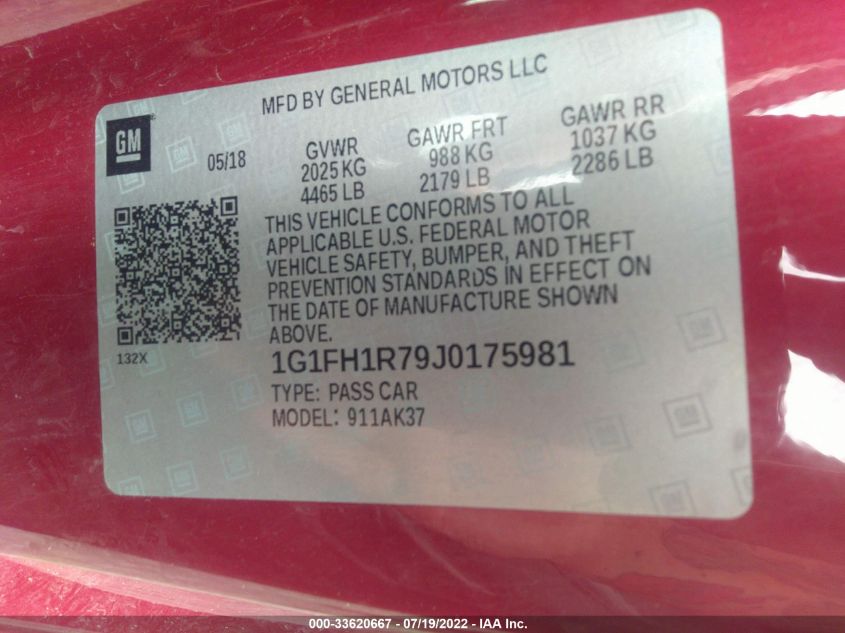 MFD BY GENERAL MOTORS LLC
GM
05/18
GVWR
2025 KG
4465 LB
GAWR FRT
988 KG
2179 LB
GAWR RR
1037 KG
2286 LB
THIS VEHICLE CONFORMS TO ALL
APPLICABLE U.S. FEDERAL MOTOR
VEHICLE SAFETY, BUMPER, AND THEFT
PREVENTION STANDARDS IN EFFECT ON
THE DATE OF MANUFACTURE SHOWN
ABOVE.
132X
1G1FH1R79J0175981
TYPE: PASS CAR
MODEL: 911AK37
000-33620667 - 07/19/2022 - IAAI Inc.